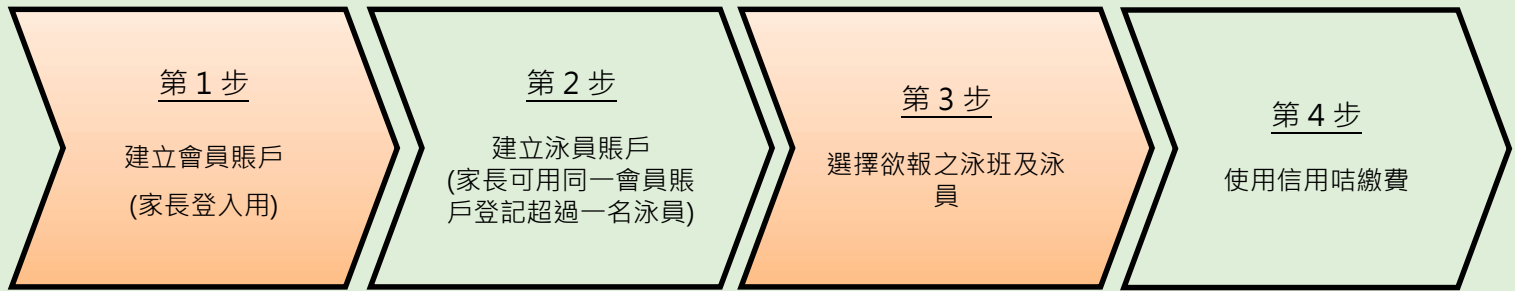 第 1 步
建立會員賬戶
(家長登入用)
第 2 步
建立泳員賬戶
(家長可用同一會員賬
戶登記超過一名泳員)
第 3 步
選擇欲報之泳班及泳
員
第 4 步
使用信用咭繳費